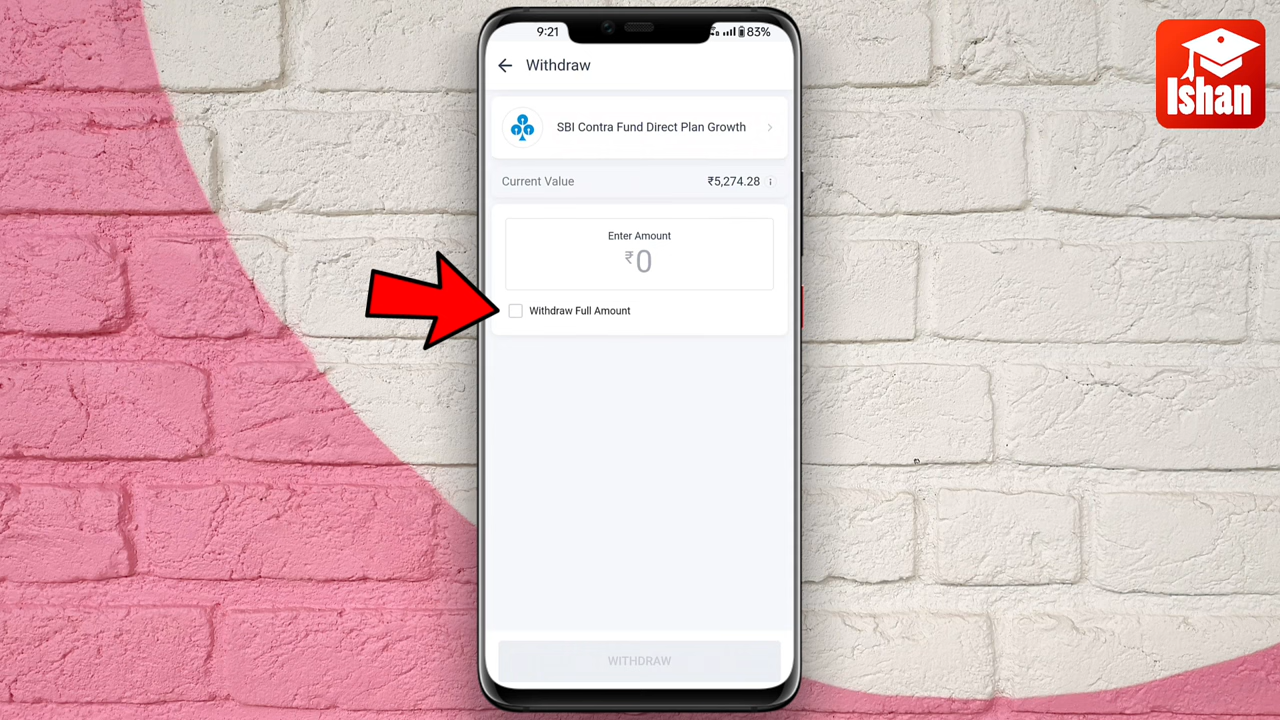 9:21
83%
Withdraw
SBI Contra Fund Direct Plan Growth
Current Value
₹5,274.28
Enter Amount
₹0
Withdraw Full Amount
WITHDRAW
Ishan